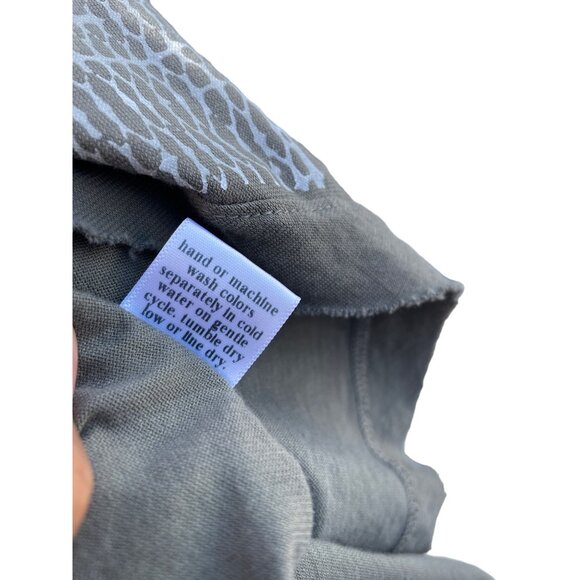 hand or machine
wash colors
separately in cold
water on gentle
cycle. tumble dry
low or line dry.